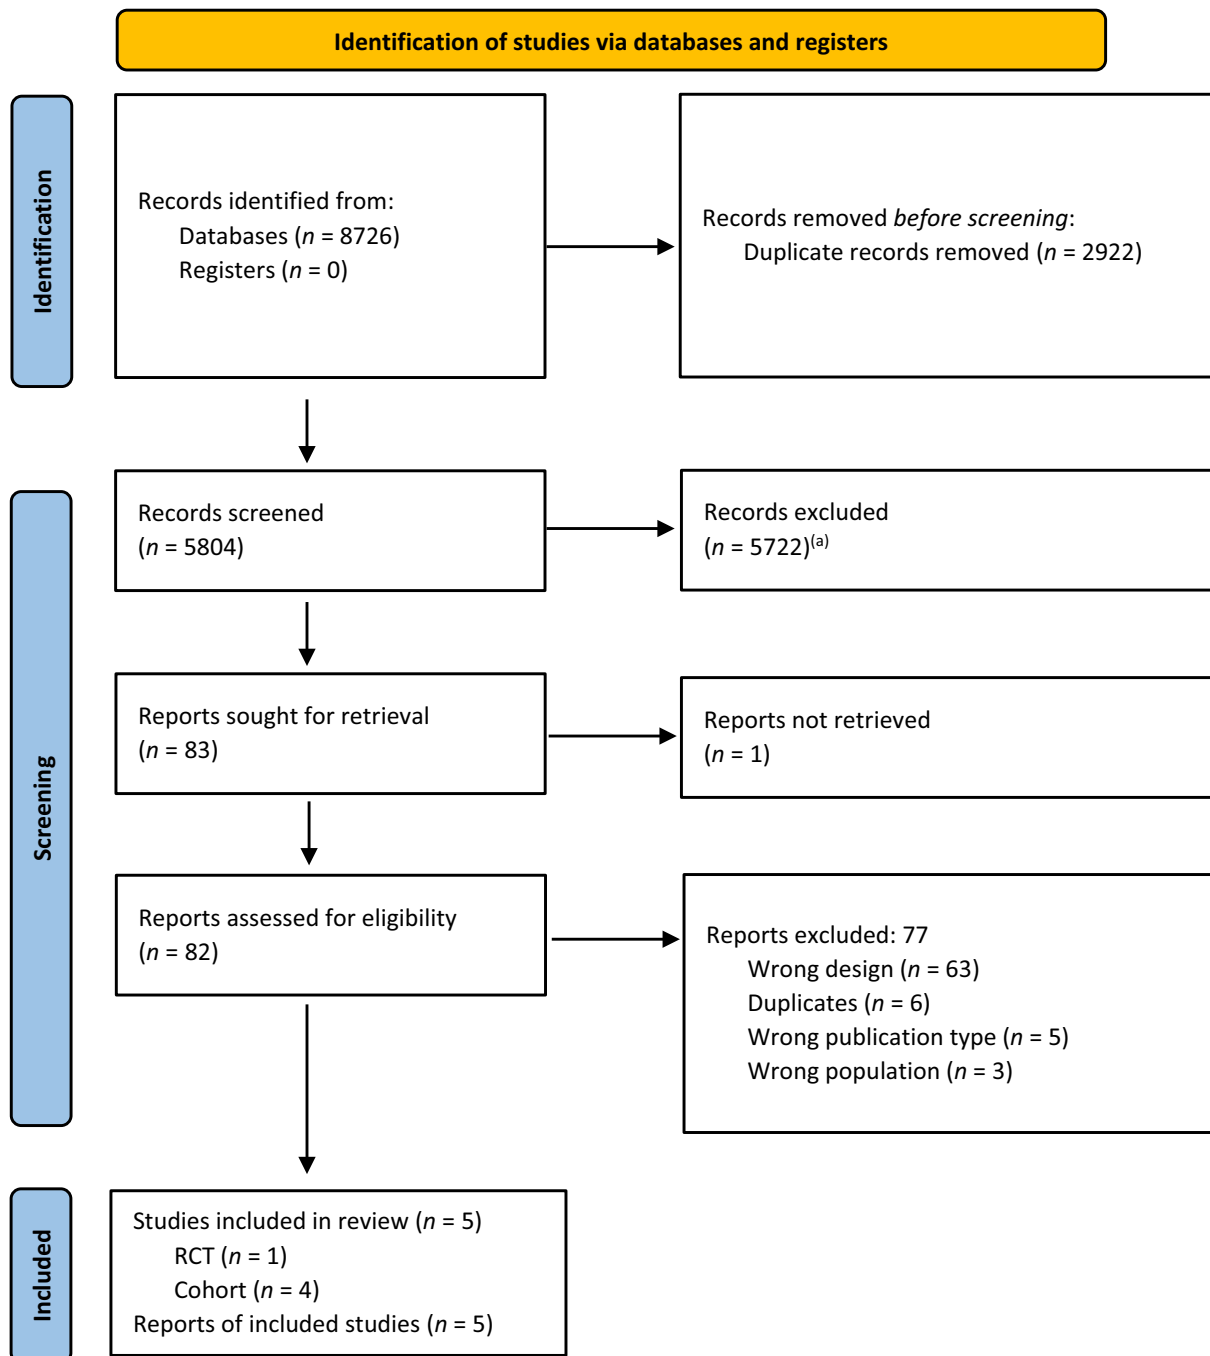 Identification of studies via databases and registers
Identification
Records identified from:
Databases (n = 8726)
Registers (n = 0)
Records removed before screening:
Duplicate records removed (n = 2922)
Screening
Records screened
(n = 5804)
Records excluded
(n = 5722)(a)
Reports sought for retrieval
(n = 83)
Reports not retrieved
(n = 1)
Reports assessed for eligibility
(n = 82)
Reports excluded: 77
Wrong design (n = 63)
Duplicates (n = 6)
Wrong publication type (n = 5)
Wrong population (n = 3)
Included
Studies included in review (n = 5)
RCT (n = 1)
Cohort (n = 4)
Reports of included studies (n = 5)